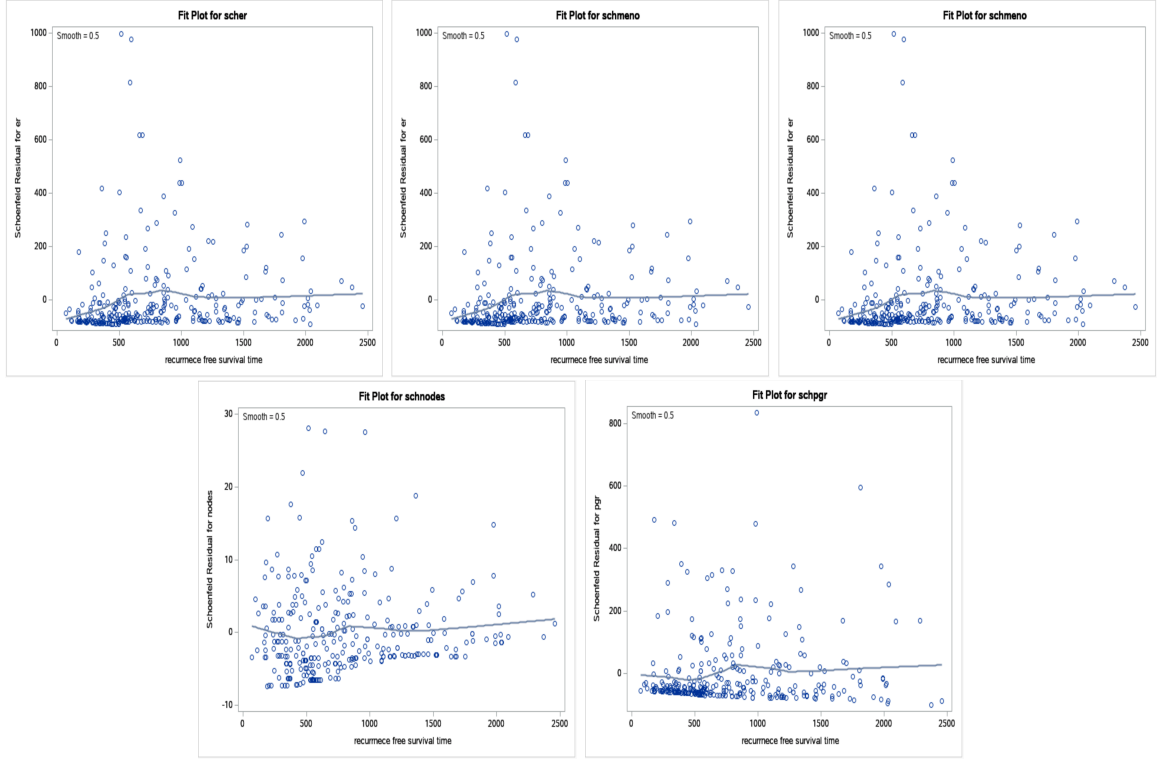 Fit Plot for scher
Smooth = 0.5
1000
800
600
400
200
0
Schoenfeld Residual for er
0 500 1000 1500 2000 2500
recurrnece free survival time
Fit Plot for schmeno
Smooth = 0.5
1000
800
600
400
200
0
Schoenfeld Residual for er
0 500 1000 1500 2000 2500
recurrnece free survival time
Fit Plot for schmeno
Smooth = 0.5
1000
800
600
400
200
0
Schoenfeld Residual for er
0 500 1000 1500 2000 2500
recurrnece free survival time
Fit Plot for schnodes
Smooth = 0.5
30
20
10
0
-10
Schoenfeld Residual for nodes
0 500 1000 1500 2000 2500
recurrnece free survival time
Fit Plot for schpgr
Smooth = 0.5
800
600
400
200
0
Schoenfeld Residual for pgr
0 500 1000 1500 2000 2500
recurrnece free survival time